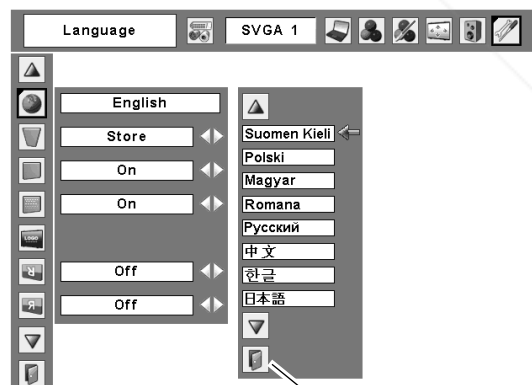 Language SVGA 1
English
Store
On
On
LOGO
R
R
Off
Off
Suomen Kieli
Polski
Magyar
Romana
Русский
中文
한글
日本語